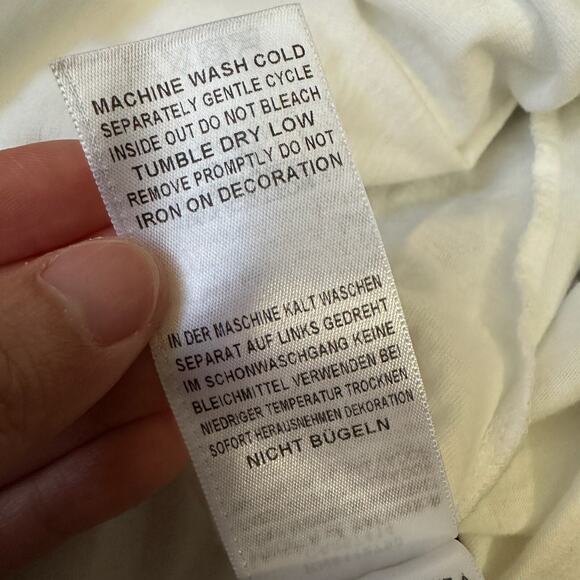 MACHINE WASH COLD
SEPARATELY GENTLE CYCLE
INSIDE OUT DO NOT BLEACH
TUMBLE DRY LOW
REMOVE PROMPTLY DO NOT
IRON ON DECORATION
IN DER MASCHINE KALT WASCHEN
SEPARAT AUF LINKS GEDREHT
IM SCHONWASCHGANG KEINE
BLEICHMITTEL VERWENDEN BEI
NIEDRIGER TEMPERATUR TROCKNEN
SOFORT HERAUSNEHMEN DEKORATION
NICHT BÜGELN